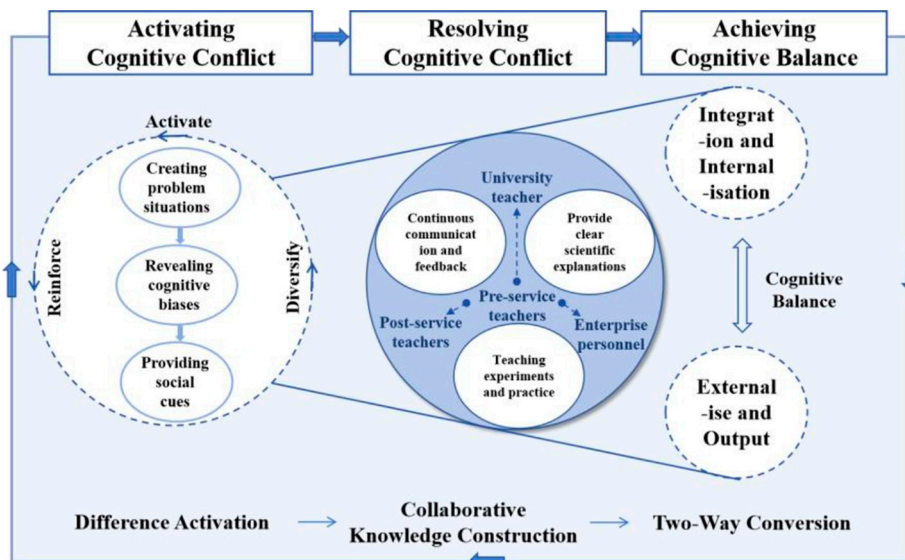 Activating
Cognitive Conflict
Resolving
Cognitive Conflict
Achieving
Cognitive Balance
Activate
Reinforce
Diversify
Creating
problem
situations
Revealing
cognitive
biases
Providing
social
cues
University
teacher
Continuous
communicat
ion and
feedback
Provide
clear
scientific
explanations
Pre-service
teachers
Post-service
teachers
Enterprise
personnel
Teaching
experiments
and practice
Integrat
-ion and
Internal
-isation
Cognitive
Balance
External
-ise and
Output
Difference Activation
Collaborative
Knowledge Construction
Two-Way Conversion